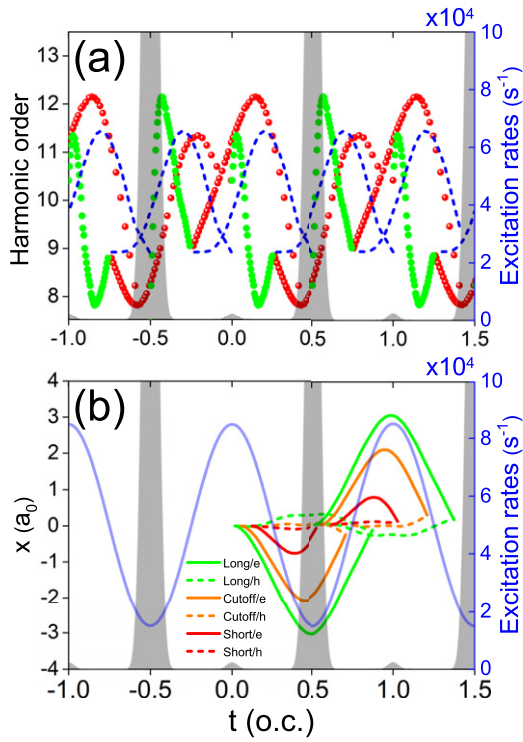 x10⁴
(a)
Harmonic order
13
12
11
10
9
8
10
8
6
4
2
0
Excitation rates (s⁻¹)
-1.0 -0.5 0.0 0.5 1.0 1.5
x10⁴
(b)
x (a₀)
4
3
2
1
0
-1
-2
-3
-4
Long/e
Long/h
Cutoff/e
Cutoff/h
Short/e
Short/h
10
8
6
4
2
0
Excitation rates (s⁻¹)
-1.0 -0.5 0.0 0.5 1.0 1.5
t (o.c.)